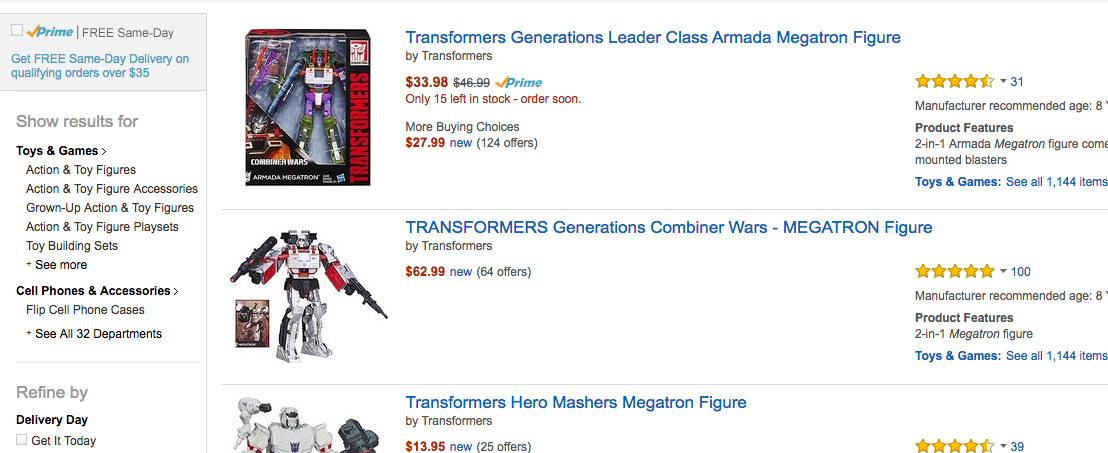 Prime | FREE Same-Day
Get FREE Same-Day Delivery on
qualifying orders over $35
Show results for
Toys & Games ›
Action & Toy Figures
Action & Toy Figure Accessories
Grown-Up Action & Toy Figures
Action & Toy Figure Playsets
Toy Building Sets
+ See more
Cell Phones & Accessories ›
Flip Cell Phone Cases
+ See All 32 Departments
Refine by
Delivery Day
Get It Today
TRANSFORMERS
COMBINER WARS
ARMADA MEGATRON
Transformers Generations Leader Class Armada Megatron Figure
by Transformers
$33.98 $46.99 Prime
Only 15 left in stock - order soon.
More Buying Choices
$27.99 new (124 offers)
31
Manufacturer recommended age: 8 Y
Product Features
2-in-1 Armada Megatron figure come
mounted blasters
Toys & Games: See all 1,144 items
MEGATRON
TRANSFORMERS Generations Combiner Wars - MEGATRON Figure
by Transformers
$62.99 new (64 offers)
100
Manufacturer recommended age: 8 Y
Product Features
2-in-1 Megatron figure
Toys & Games: See all 1,144 items
Transformers Hero Mashers Megatron Figure
by Transformers
$13.95 new (25 offers)
39